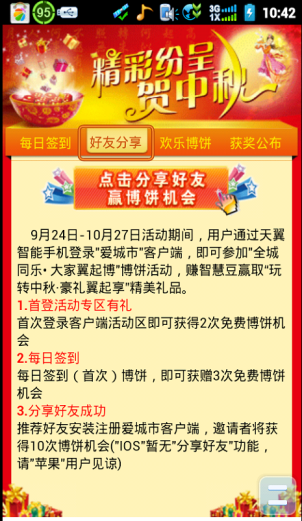 95
3G
1X
10:42
精彩纷呈
贺中秋
每日签到
好友分享
欢乐博饼
获奖公布
点击分享好友
赢博饼机会
9月24日-10月27日活动期间，用户通过天翼
智能手机登录"爱城市"客户端，即可参加"全城
同乐•大家翼起博"博饼活动，赚智慧豆赢取"玩
转中秋·豪礼翼起享"精美礼品。
1.首登活动专区有礼
首次登录客户端活动区即可获得2次免费博饼机
会
2.每日签到
每日签到（首次）博饼，即可获赠3次免费博饼
机会
3.分享好友成功
推荐好友安装注册爱城市客户端，邀请者将获
得10次博饼机会("IOS"暂无"分享好友"功能，
请"苹果"用户见谅)